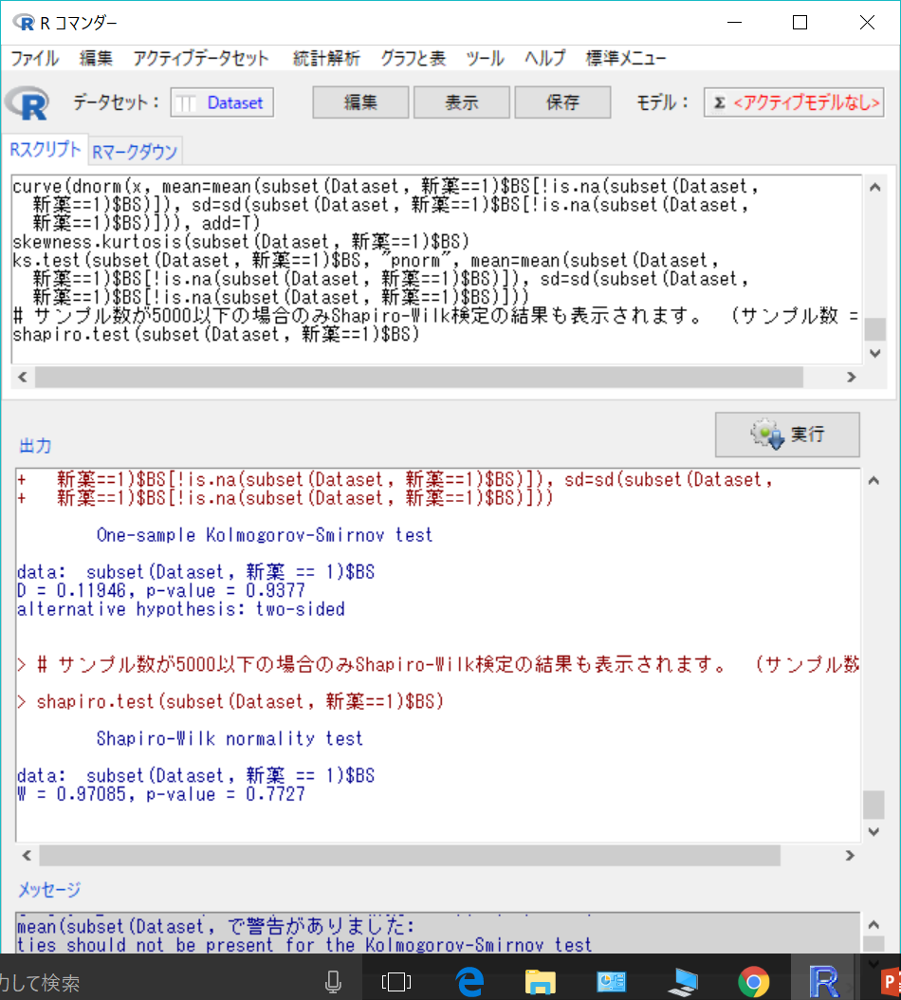 R コマンダー
ファイル 編集 アクティブデータセット 統計解析 グラフと表 ツール ヘルプ 標準メニュー
R データセット： Dataset 編集 表示 保存 モデル： Σ <アクティブモデルなし>
Rスクリプト Rマークダウン
curve(dnorm(x, mean=mean(subset(Dataset, 新薬==1)$BS[!is.na(subset(Dataset,
新薬==1)$BS)]), sd=sd(subset(Dataset, 新薬==1)$BS[!is.na(subset(Dataset,
新薬==1)$BS)])), add=T)
skewness.kurtosis(subset(Dataset, 新薬==1)$BS)
ks.test(subset(Dataset, 新薬==1)$BS, "pnorm", mean=mean(subset(Dataset,
新薬==1)$BS[!is.na(subset(Dataset, 新薬==1)$BS)]), sd=sd(subset(Dataset,
新薬==1)$BS[!is.na(subset(Dataset, 新薬==1)$BS)]))
# サンプル数が5000以下の場合のみShapiro-Wilk検定の結果も表示されます。 （サンプル数 =
shapiro.test(subset(Dataset, 新薬==1)$BS)
実行
出力
+ 新薬==1)$BS[!is.na(subset(Dataset, 新薬==1)$BS)]), sd=sd(subset(Dataset,
+ 新薬==1)$BS[!is.na(subset(Dataset, 新薬==1)$BS)]))
One-sample Kolmogorov-Smirnov test
data: subset(Dataset, 新薬 == 1)$BS
D = 0.11946, p-value = 0.9377
alternative hypothesis: two-sided
> # サンプル数が5000以下の場合のみShapiro-Wilk検定の結果も表示されます。 （サンプル数
> shapiro.test(subset(Dataset, 新薬==1)$BS)
Shapiro-Wilk normality test
data: subset(Dataset, 新薬 == 1)$BS
W = 0.97085, p-value = 0.7727
メッセージ
mean(subset(Dataset, で警告がありました:
ties should not be present for the Kolmogorov-Smirnov test
力して検索